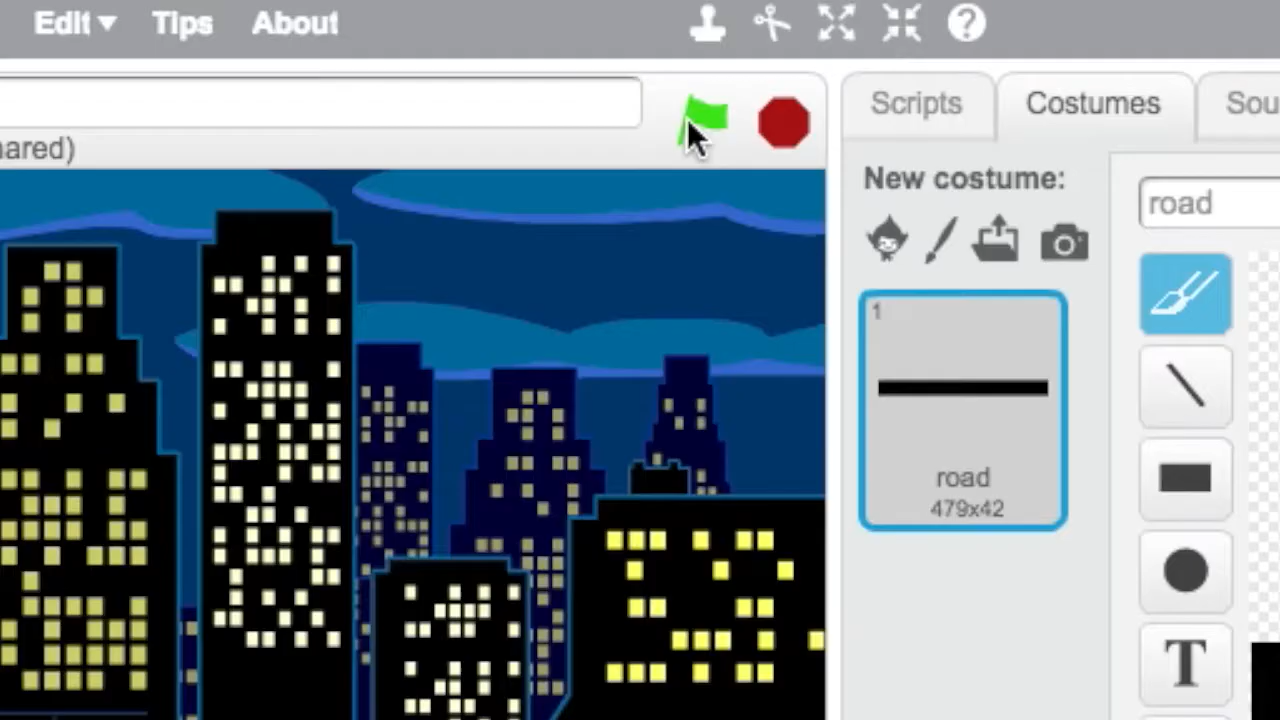 Edit Tips About
Scripts Costumes Sou
ared)
New costume:
road
1
road
479x42
T